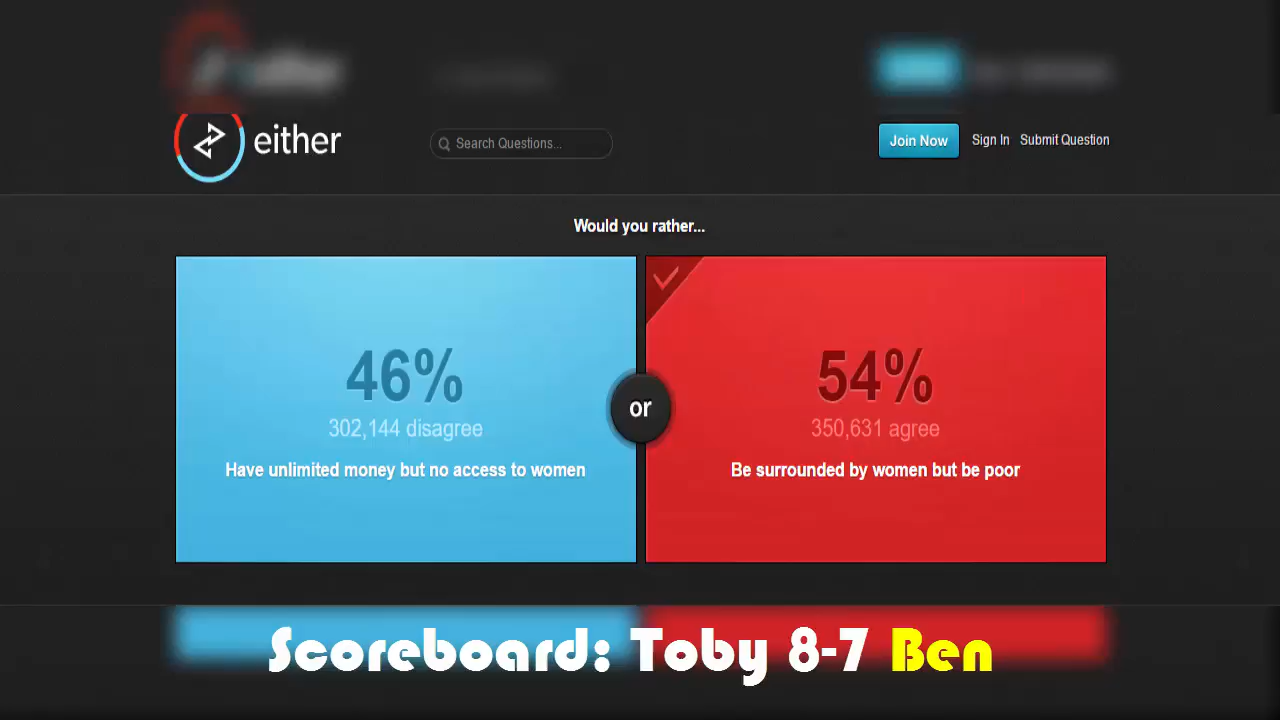 either
Search Questions...
Join Now Sign In Submit Question
Would you rather...
46%
302,144 disagree
Have unlimited money but no access to women
or
54%
350,631 agree
Be surrounded by women but be poor
Scoreboard: Toby 8-7 Ben